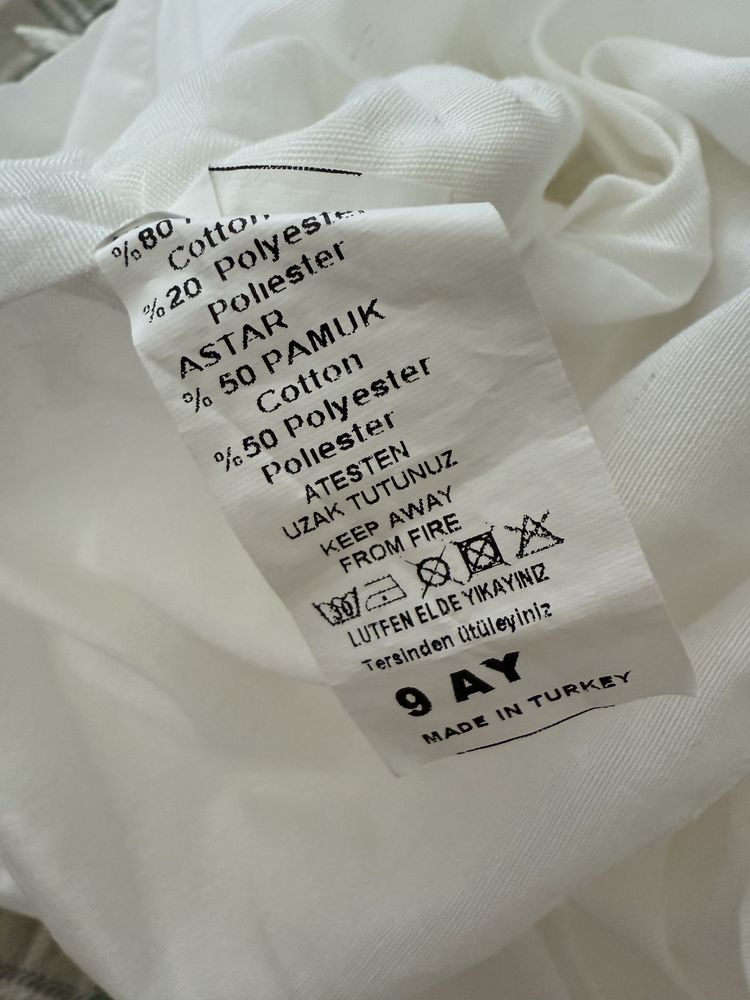 %80
Cotton
%20 Polyester
Poliester
ASTAR
% 50 PAMUK
Cotton
%50 Polyester
Poliester
ATESTEN
UZAK TUTUNUZ
KEEP AWAY
FROM FIRE
30
LUTFEN ELDE YIKAYINIZ
Tersinden ütüleyiniz
9 AY
MADE IN TURKEY